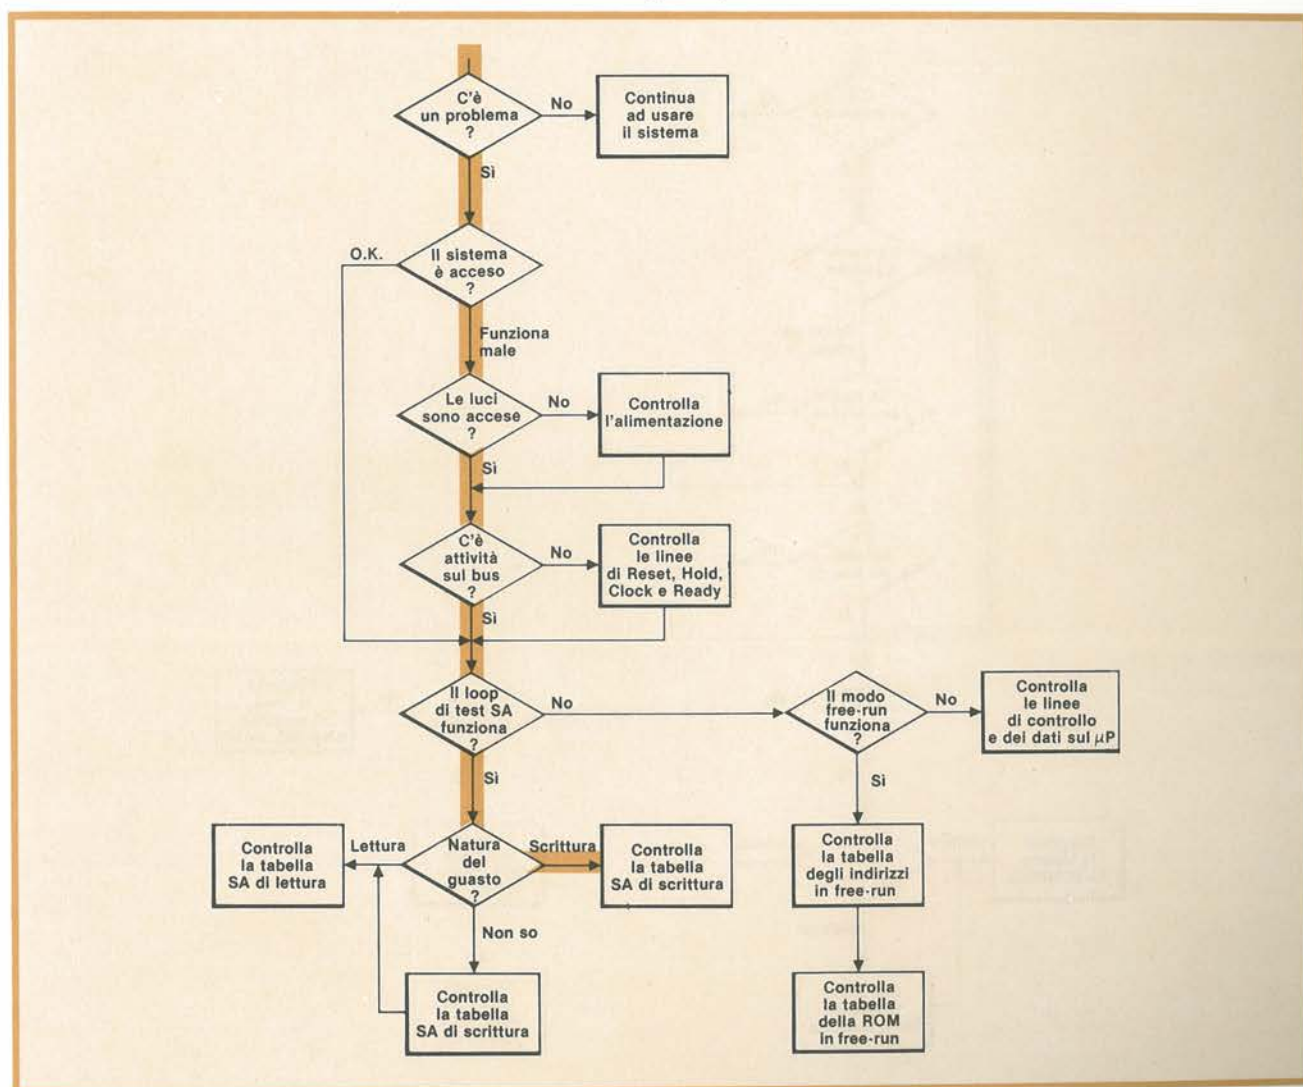 C'è
un problema
?
No
Continua
ad usare
il sistema
Sì
O.K.
Il sistema
è acceso
?
Funziona
male
Le luci
sono accese
?
No
Controlla
l'alimentazione
Sì
C'è
attività
sul bus
?
No
Controlla
le linee
di Reset, Hold,
Clock e Ready
Sì
Il loop
di test SA
funziona
?
No
Il modo
free-run
funziona
?
No
Controlla
le linee
di controllo
e dei dati sul µP
Sì
Sì
Natura
del
guasto
?
Lettura
Controlla
la tabella
SA di lettura
Scrittura
Controlla
la tabella
SA di scrittura
Controlla
la tabella
degli indirizzi
in free-run
Non so
Controlla
la tabella
SA di scrittura
Controlla
la tabella
della ROM
in free-run